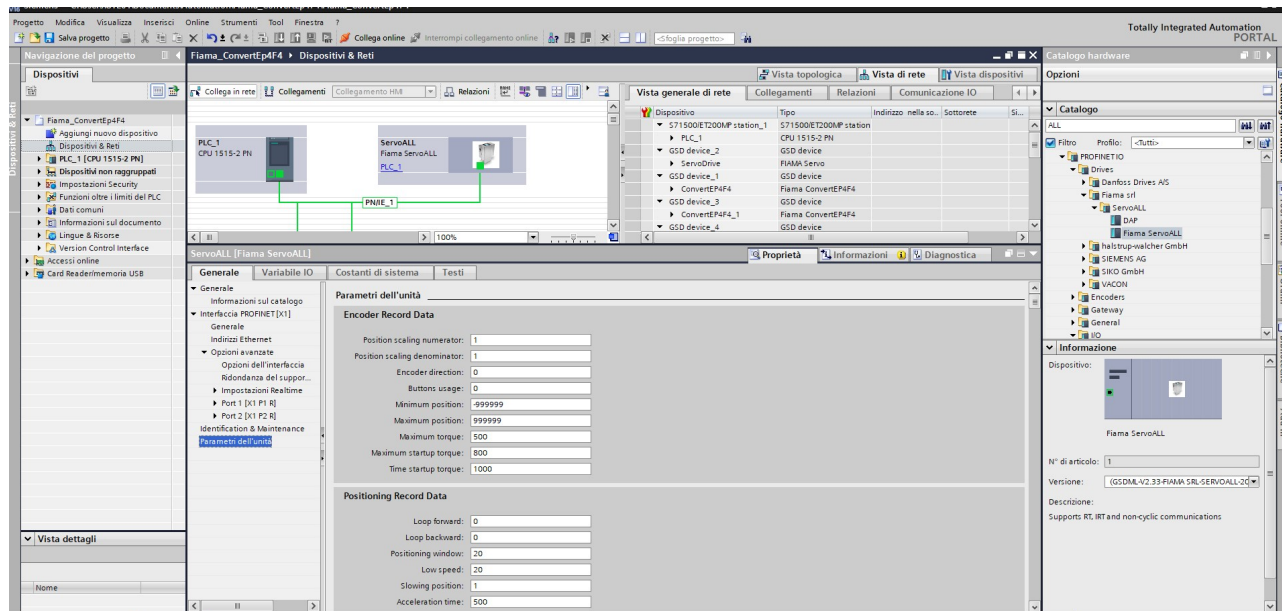 Progetto Modifica Visualizza Inserisci Online Strumenti Tool Finestra ?
Totally Integrated Automation
PORTAL
Salva progetto
Collega online
Interrompi collegamento online
<Sfoglia progetto>
Navigazione del progetto
Fiama_ConvertEp4F4 ▸ Dispositivi & Reti
Catalogo hardware
Dispositivi
Vista topologica
Vista di rete
Vista dispositivi
Opzioni
Collega in rete
Collegamenti
Collegamento HMI
Relazioni
Vista generale di rete
Collegamenti
Relazioni
Comunicazione IO
Dispositivi & Reti
Fiama_ConvertEp4F4
Aggiungi nuovo dispositivo
Dispositivi & Reti
PLC_1 [CPU 1515-2 PN]
Dispositivi non raggruppati
Impostazioni Security
Funzioni oltre i limiti del PLC
Dati comuni
Informazioni sul documento
Lingue & Risorse
Version Control Interface
Accessi online
Card Reader/memoria USB
PLC_1
CPU 1515-2 PN
ServoALL
Fiama ServoALL
PLC_1
PN/IE_1
100%
Dispositivo Tipo Indirizzo nella so... Sottorete Si...
S71500/ET200MP station_1 S71500/ET200MP station
PLC_1 CPU 1515-2 PN
GSD device_2 GSD device
ServoDrive FIAMA Servo
GSD device_1 GSD device
ConvertEP4F4 Fiama ConvertEP4F4
GSD device_3 GSD device
ConvertEP4F4_1 Fiama ConvertEP4F4
GSD device_4 GSD device
Catalogo
ALL
Filtro Profilo: <Tutti>
PROFINET IO
Drives
Danfoss Drives A/S
Fiama srl
ServoALL
DAP
Fiama ServoALL
halstrup-walcher GmbH
SIEMENS AG
SIKO GmbH
VACON
Encoders
Gateway
General
I/O
ServoALL [Fiama ServoALL]
Proprietà
Informazioni
Diagnostica
Generale
Variabile IO
Costanti di sistema
Testi
Generale
Informazioni sul catalogo
Interfaccia PROFINET [X1]
Generale
Indirizzi Ethernet
Opzioni avanzate
Opzioni dell'interfaccia
Ridondanza del suppor...
Impostazioni Realtime
Port 1 [X1 P1 R]
Port 2 [X1 P2 R]
Identification & Maintenance
Parametri dell'unità
Parametri dell'unità
Encoder Record Data
Position scaling numerator: 1
Position scaling denominator: 1
Encoder direction: 0
Buttons usage: 0
Minimum position: -999999
Maximum position: 999999
Maximum torque: 500
Maximum startup torque: 800
Time startup torque: 1000
Positioning Record Data
Loop forward: 0
Loop backward: 0
Positioning window: 20
Low speed: 20
Slowing position: 1
Acceleration time: 500
Informazione
Dispositivo:
Fiama ServoALL
N° di articolo: 1
Versione: (GSDML-V2.33-FIAMA SRL-SERVOALL-20
Descrizione:
Supports RT, IRT and non-cyclic communications
Vista dettagli
Nome